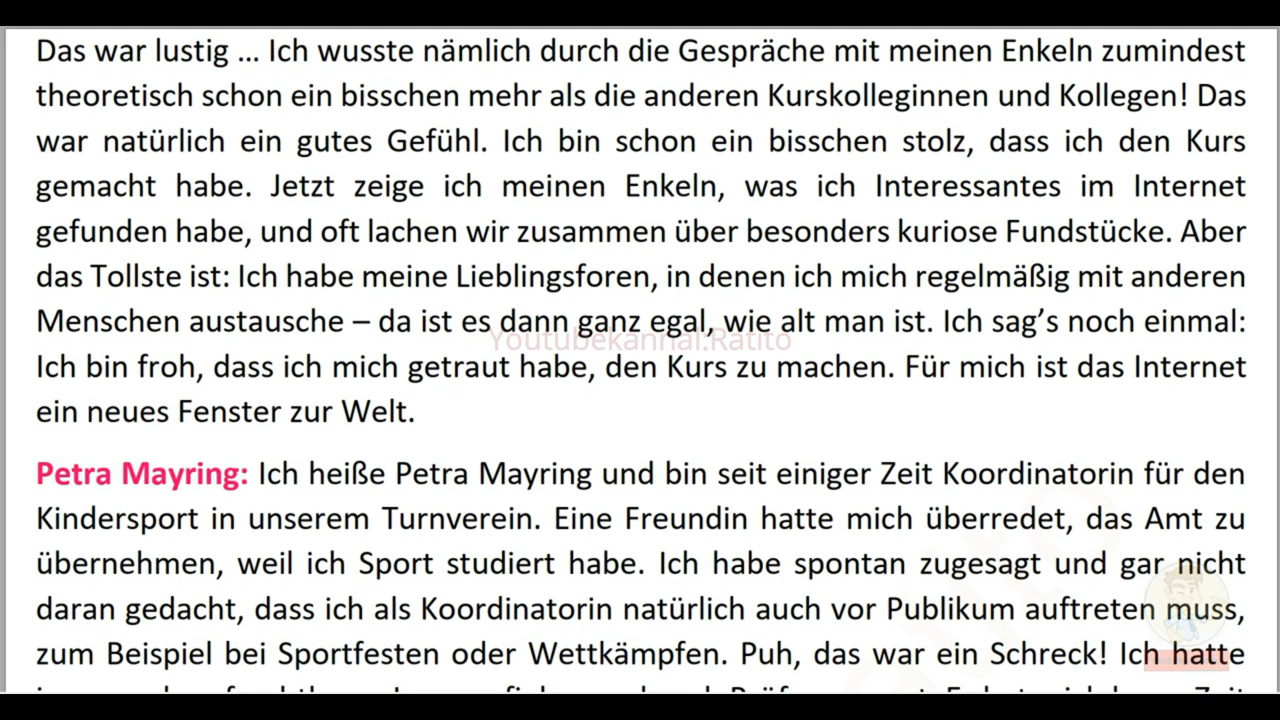 Das war lustig ... Ich wusste nämlich durch die Gespräche mit meinen Enkeln zumindest
theoretisch schon ein bisschen mehr als die anderen Kurskolleginnen und Kollegen! Das
war natürlich ein gutes Gefühl. Ich bin schon ein bisschen stolz, dass ich den Kurs
gemacht habe. Jetzt zeige ich meinen Enkeln, was ich Interessantes im Internet
gefunden habe, und oft lachen wir zusammen über besonders kuriose Fundstücke. Aber
das Tollste ist: Ich habe meine Lieblingsforen, in denen ich mich regelmäßig mit anderen
Menschen austausche – da ist es dann ganz egal, wie alt man ist. Ich sag’s noch einmal:
Youtubekannal:Ratito
Ich bin froh, dass ich mich getraut habe, den Kurs zu machen. Für mich ist das Internet
ein neues Fenster zur Welt.
Petra Mayring: Ich heiße Petra Mayring und bin seit einiger Zeit Koordinatorin für den
Kindersport in unserem Turnverein. Eine Freundin hatte mich überredet, das Amt zu
übernehmen, weil ich Sport studiert habe. Ich habe spontan zugesagt und gar nicht
daran gedacht, dass ich als Koordinatorin natürlich auch vor Publikum auftreten muss,
zum Beispiel bei Sportfesten oder Wettkämpfen. Puh, das war ein Schreck! Ich hatte